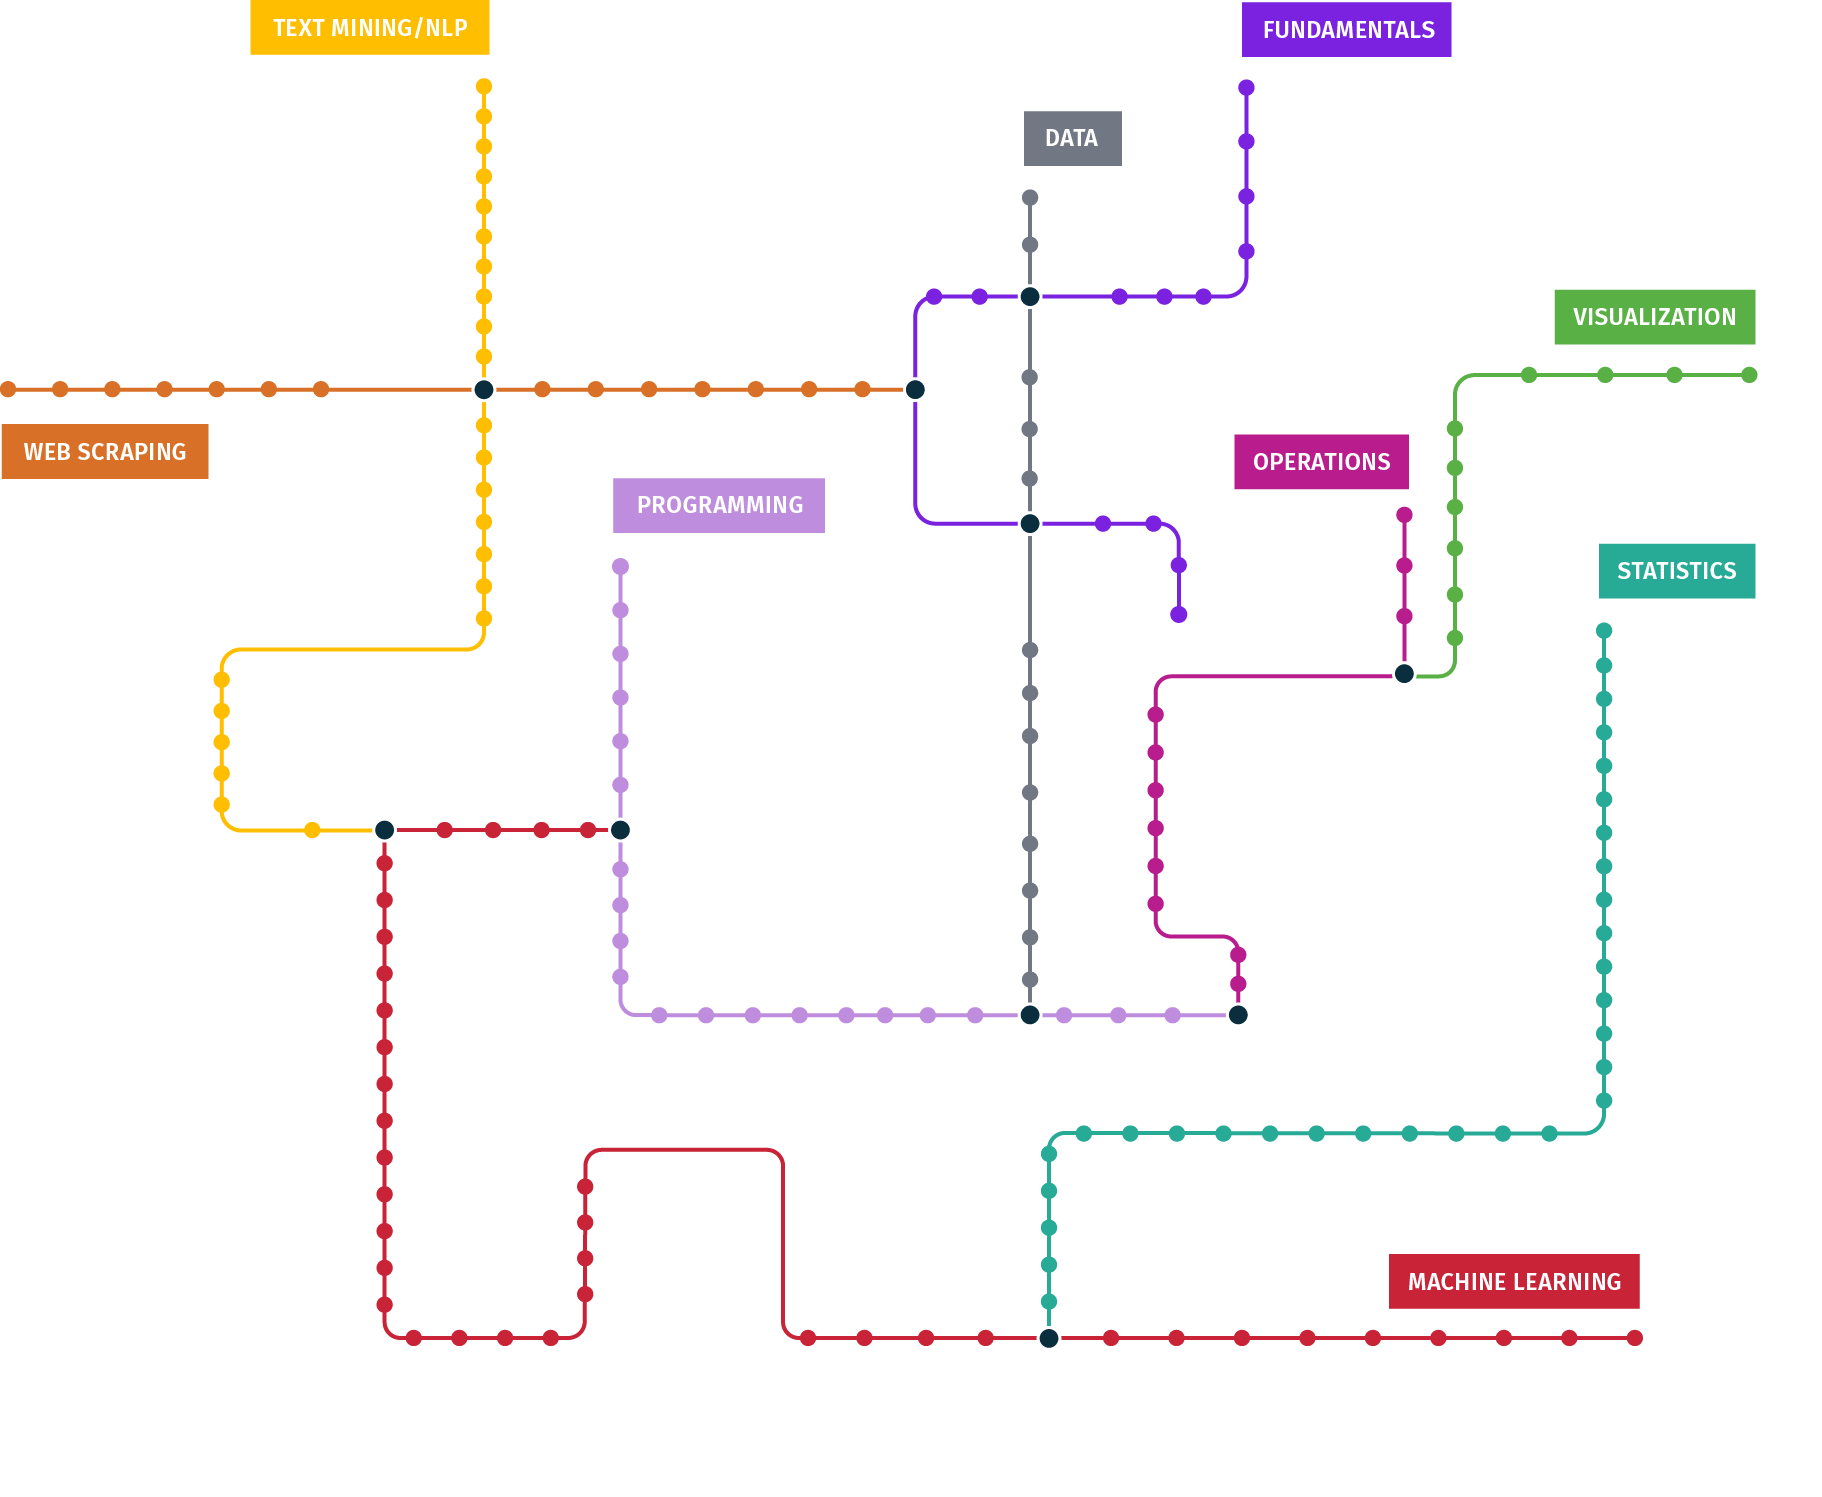 TEXT MINING/NLP
FUNDAMENTALS
DATA
VISUALIZATION
WEB SCRAPING
OPERATIONS
PROGRAMMING
STATISTICS
MACHINE LEARNING